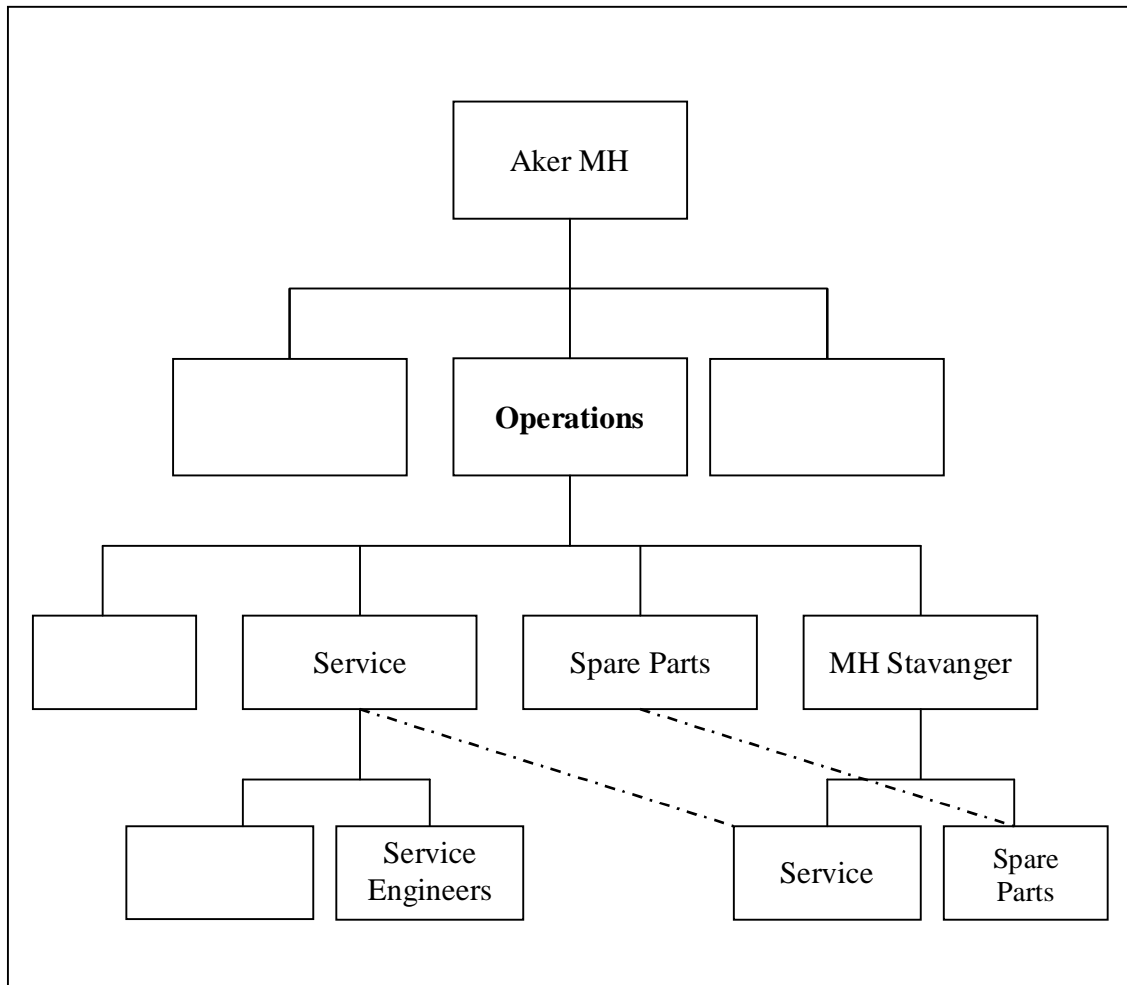 Aker MH
Operations
Service
Spare Parts
MH Stavanger
Service
Engineers
Service
Spare
Parts